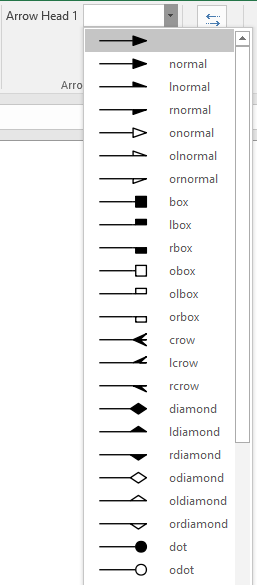 Arrow Head 1
Arro
normal
lnormal
rnormal
onormal
olnormal
ornormal
box
lbox
rbox
obox
olbox
orbox
crow
lcrow
rcrow
diamond
ldiamond
rdiamond
odiamond
oldiamond
ordiamond
dot
odot